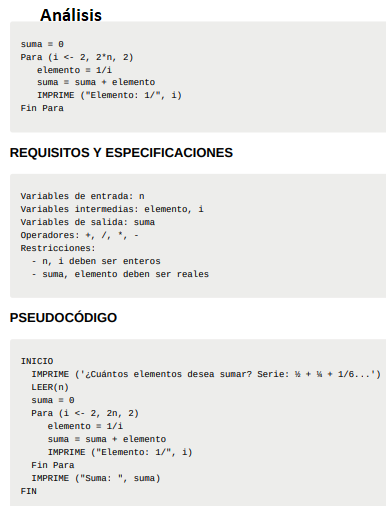 Análisis
suma = 0
Para (i <- 2, 2*n, 2)
elemento = 1/i
suma = suma + elemento
IMPRIME ("Elemento: 1/", i)
Fin Para
REQUISITOS Y ESPECIFICACIONES
Variables de entrada: n
Variables intermedias: elemento, i
Variables de salida: suma
Operadores: +, /, *, -
Restricciones:
- n, i deben ser enteros
- suma, elemento deben ser reales
PSEUDOCÓDIGO
INICIO
IMPRIME ('¿Cuántos elementos desea sumar? Serie: ½ + ¼ + 1/6...')
LEER(n)
suma = 0
Para (i <- 2, 2n, 2)
elemento = 1/i
suma = suma + elemento
IMPRIME ("Elemento: 1/", i)
Fin Para
IMPRIME ("Suma: ", suma)
FIN